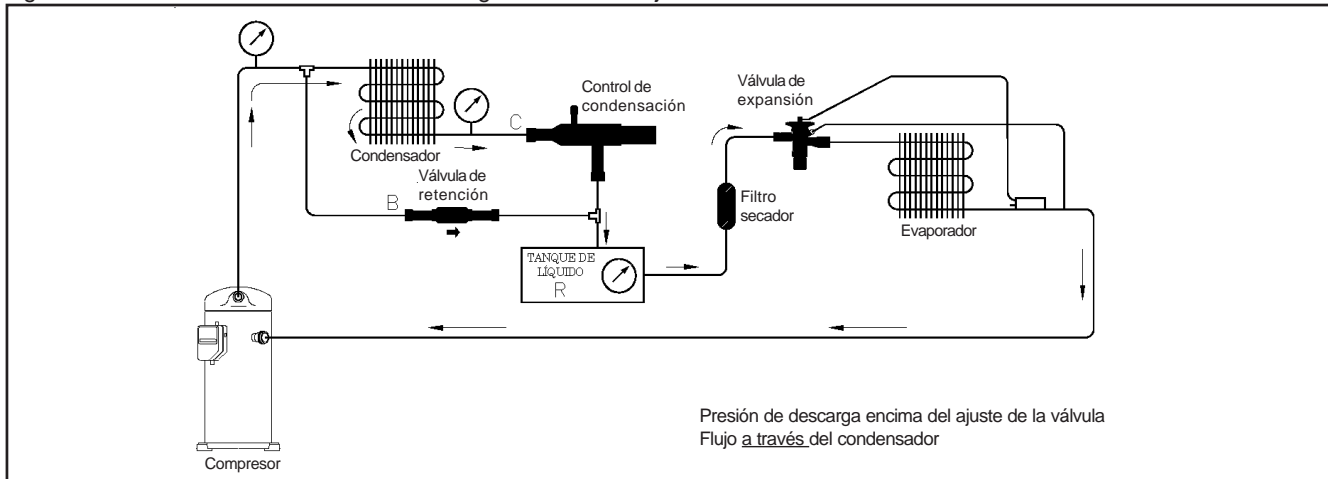 Control de
condensación
Válvula de
expansión
C
Condensador
Válvula de
retención
B
Filtro
secador
Evaporador
TANQUE DE
LÍQUIDO
R
Presión de descarga encima del ajuste de la válvula
Flujo a través del condensador
Compresor